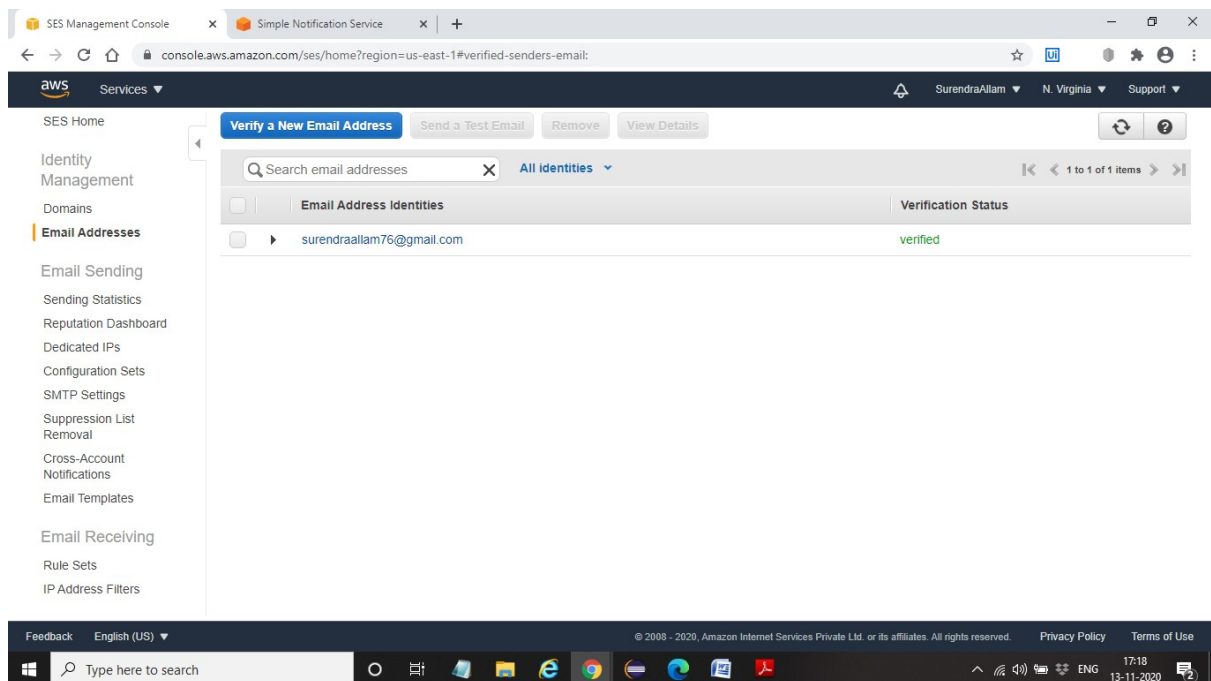 SES Management Console
Simple Notification Service
console.aws.amazon.com/ses/home?region=us-east-1#verified-senders-email:
Ui
aws
Services
SurendraAllam
N. Virginia
Support
SES Home
Identity
Management
Domains
Email Addresses
Email Sending
Sending Statistics
Reputation Dashboard
Dedicated IPs
Configuration Sets
SMTP Settings
Suppression List
Removal
Cross-Account
Notifications
Email Templates
Email Receiving
Rule Sets
IP Address Filters
Verify a New Email Address
Send a Test Email
Remove
View Details
Search email addresses
All identities
1 to 1 of 1 items
Email Address Identities
Verification Status
surendraallam76@gmail.com
verified
Feedback
English (US)
© 2008 - 2020, Amazon Internet Services Private Ltd. or its affiliates. All rights reserved.
Privacy Policy
Terms of Use
Type here to search
ENG
17:18
13-11-2020
2